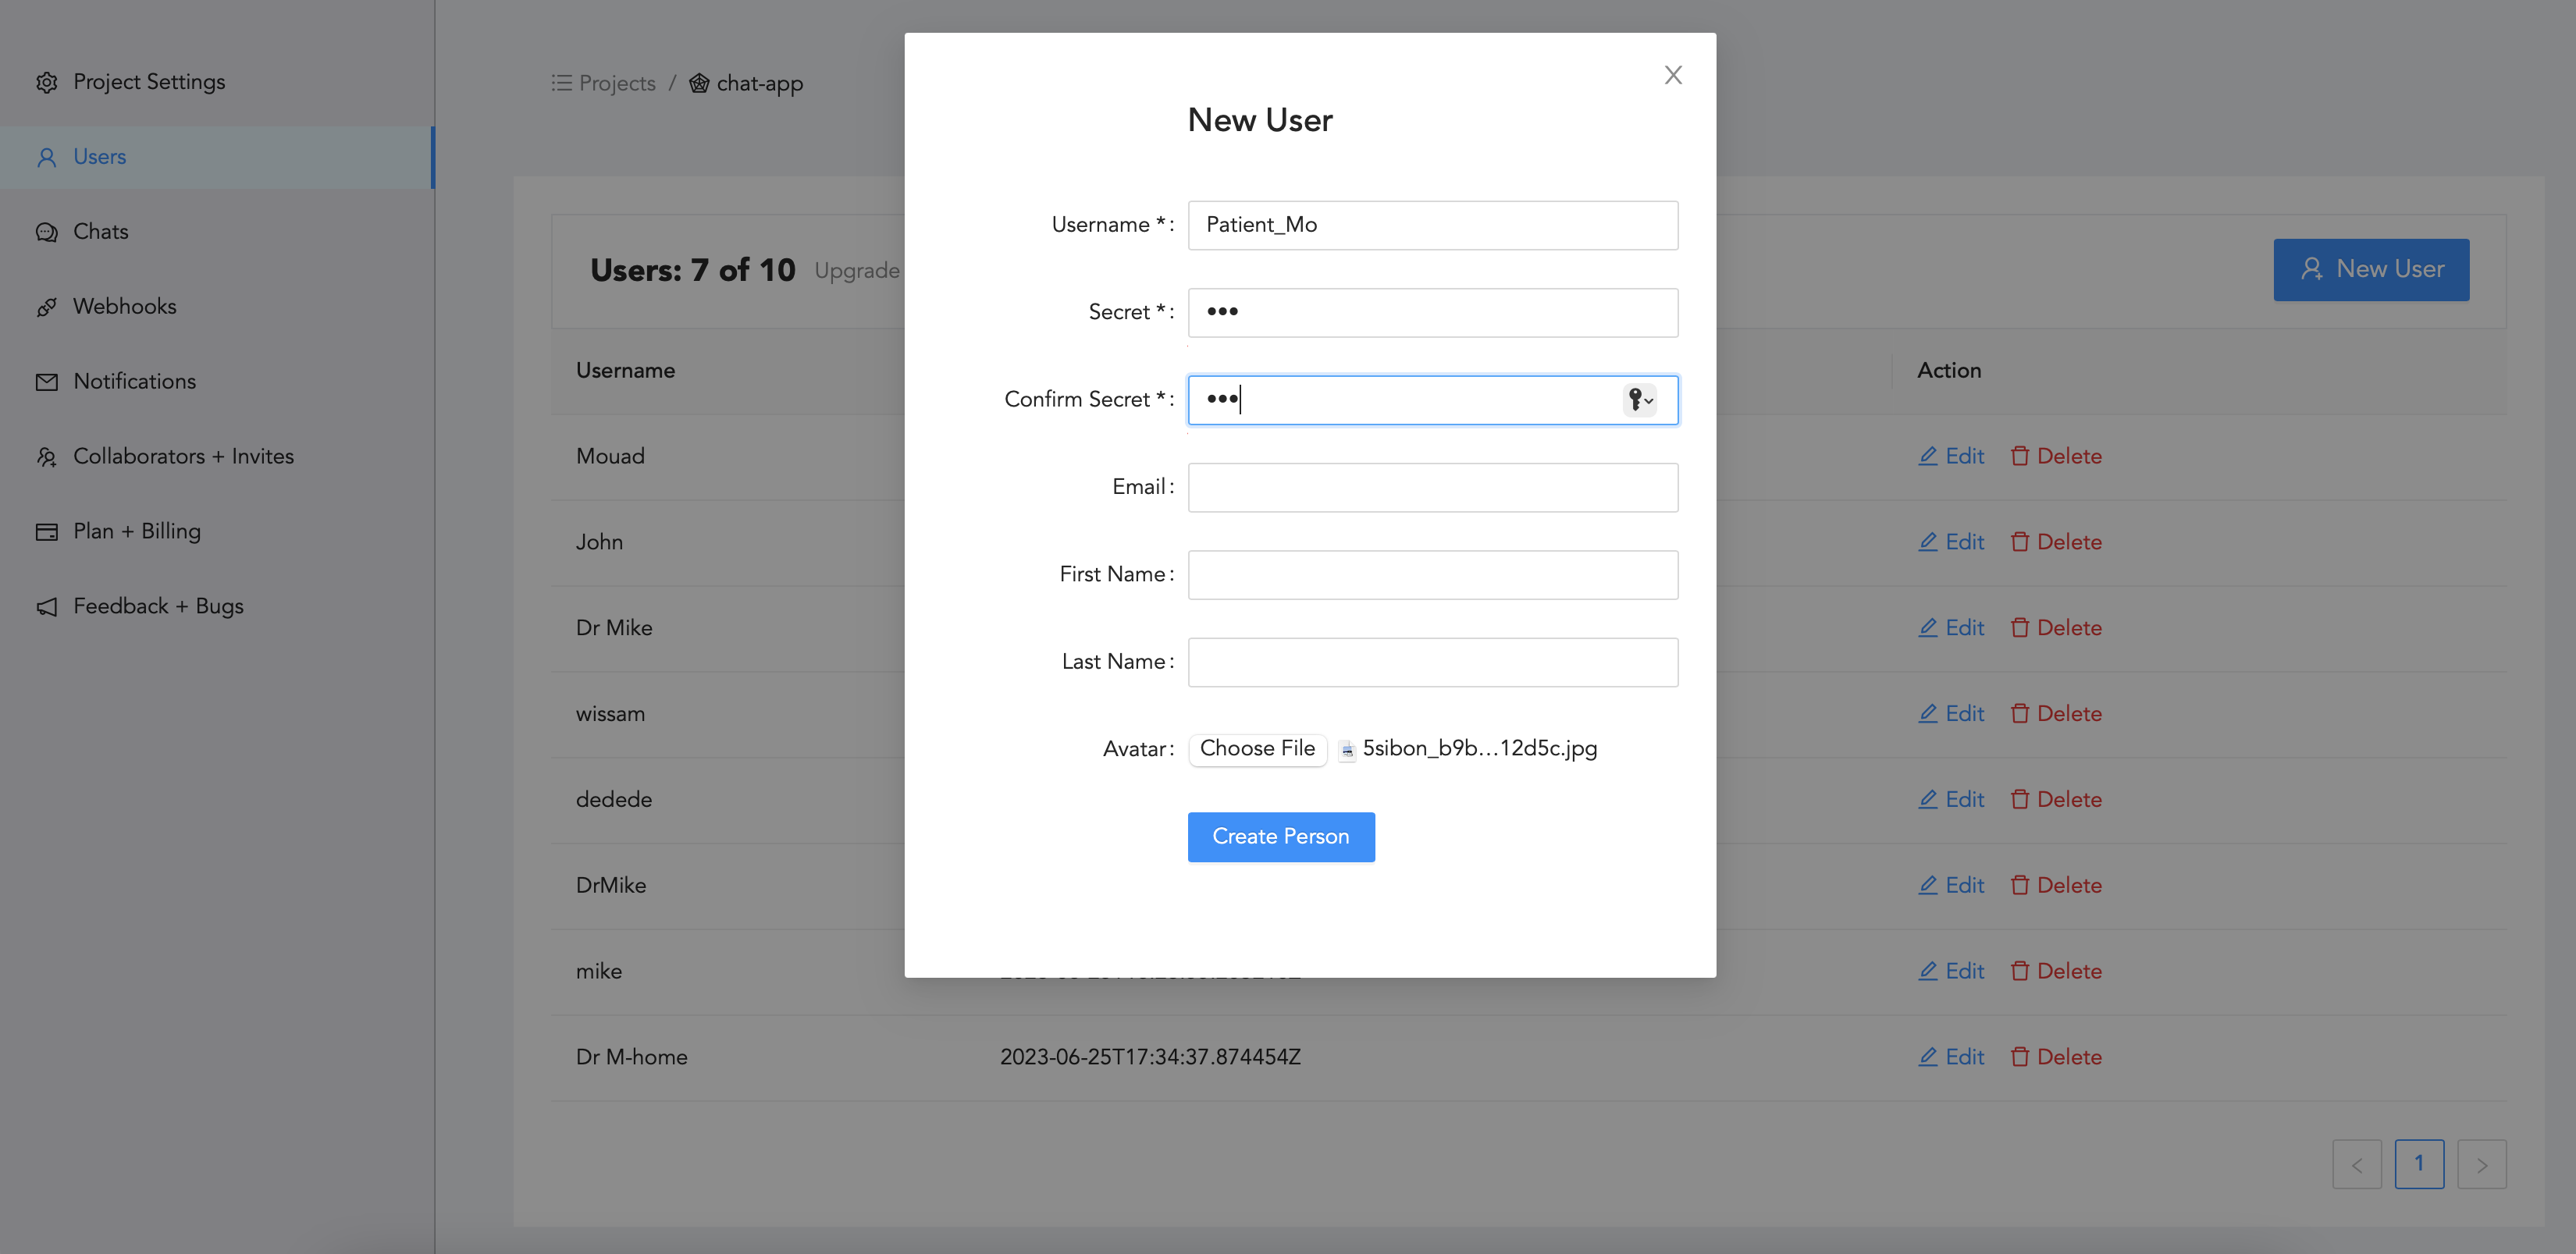 Project Settings
Users
Chats
Webhooks
Notifications
Collaborators + Invites
Plan + Billing
Feedback + Bugs
Projects / chat-app
Users: 7 of 10 Upgrade
New User
Username
Action
Mouad
Edit Delete
John
Edit Delete
Dr Mike
Edit Delete
wissam
Edit Delete
dedede
Edit Delete
DrMike
Edit Delete
mike
Edit Delete
Dr M-home 2023-06-25T17:34:37.874454Z Edit Delete
1
New User
Username * : Patient_Mo
Secret * : •••
Confirm Secret * : •••
Email :
First Name :
Last Name :
Avatar : Choose File 5sibon_b9b...12d5c.jpg
Create Person